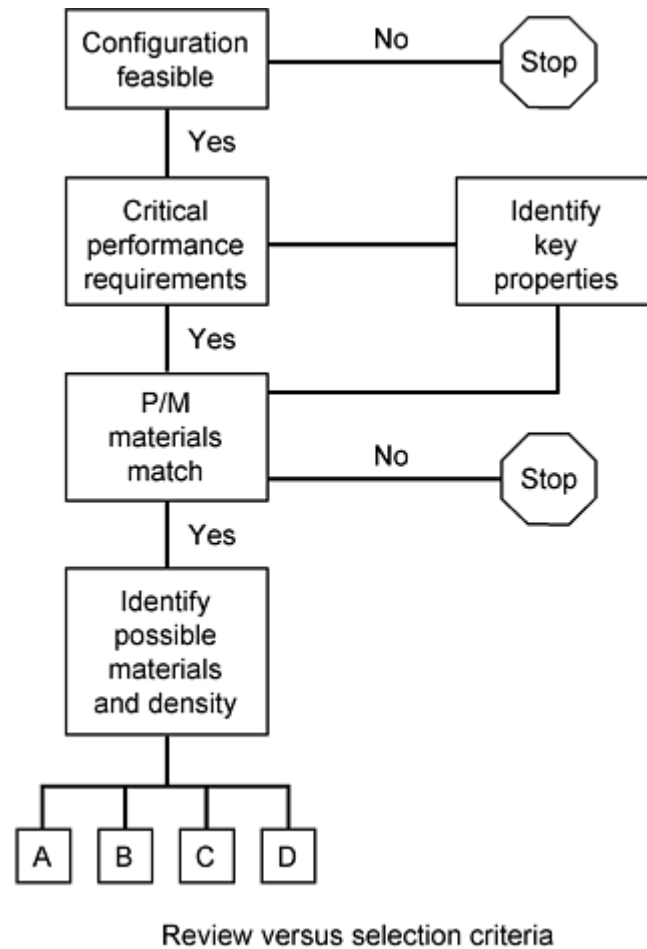 Configuration
feasible
No
Stop
Yes
Critical
performance
requirements
Identify
key
properties
Yes
P/M
materials
match
No
Stop
Yes
Identify
possible
materials
and density
A
B
C
D
Review versus selection criteria